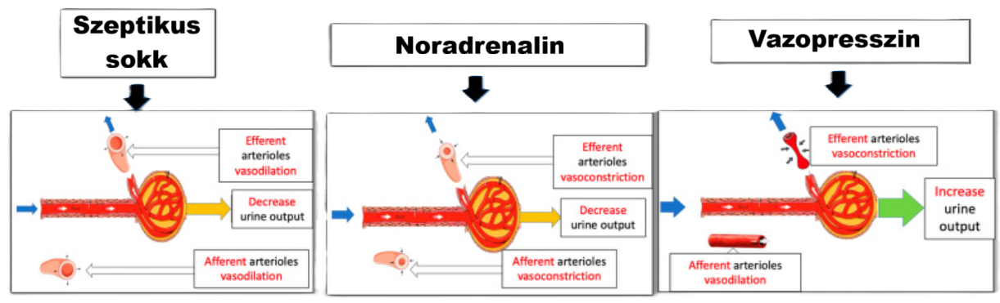 Szeptikus
sokk
Noradrenalin
Vazopresszin
Efferent
arterioles
vasodilation
Decrease
urine output
Afferent arterioles
vasodilation
Efferent
arterioles
vasoconstriction
Decrease
urine output
Afferent arterioles
vasoconstriction
Efferent arterioles
vasoconstriction
Increase
urine
output
Afferent arterioles
vasodilation